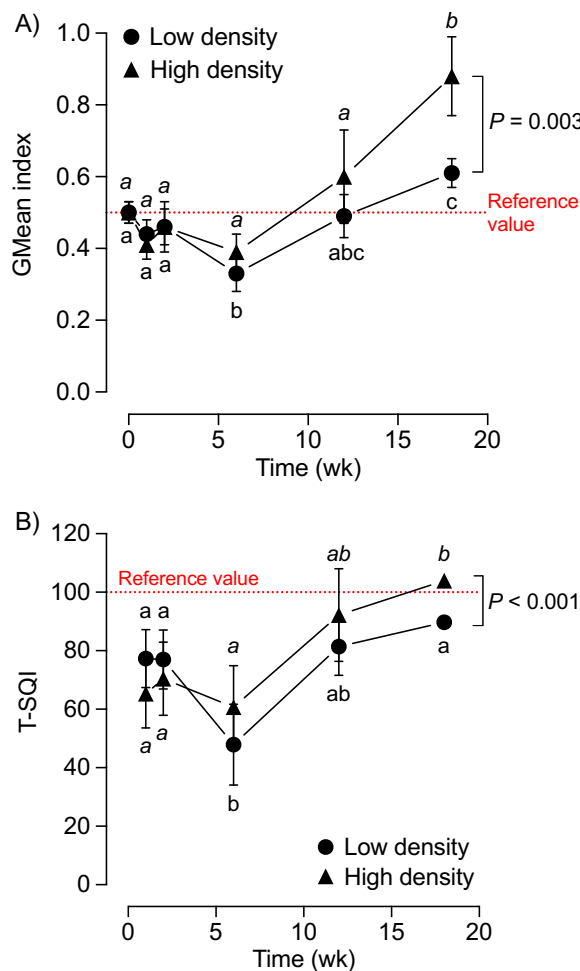 A)
Low density
High density
GMean index
1.0
0.8
0.6
0.4
0.2
0.0
a
a
a
a
a
a
a
b
a
abc
b
c
P = 0.003
Reference
value
0
5
10
15
20
Time (wk)
B)
T-SQI
120
100
80
60
40
20
0
Reference value
a
a
a
a
a
b
ab
ab
b
a
P < 0.001
Low density
High density
0
5
10
15
20
Time (wk)